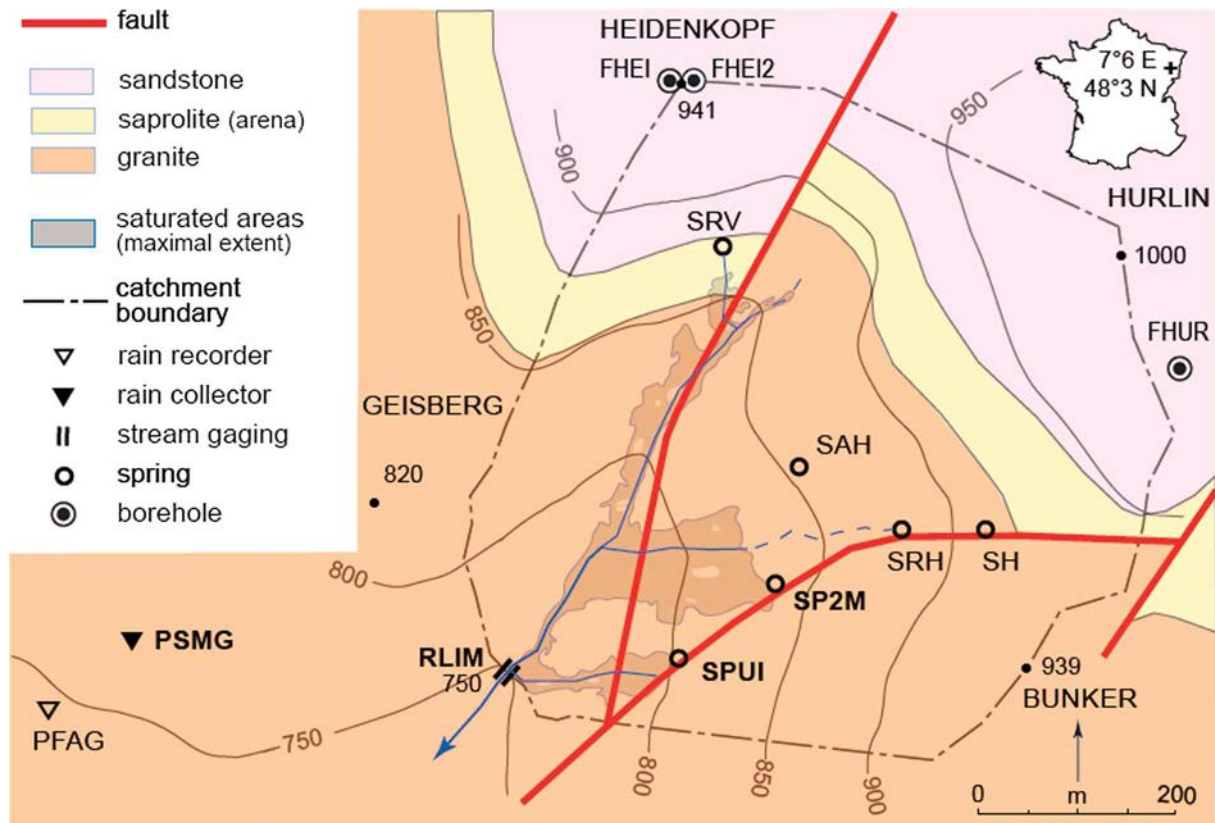 fault
sandstone
saprolite (arena)
granite
saturated areas
(maximal extent)
catchment
boundary
rain recorder
rain collector
stream gaging
spring
borehole
HEIDENKOPF
FHEI
FHEI2
941
7°6 E
48°3 N
950
900
HURLIN
SRV
1000
850
FHUR
GEISBERG
SAH
820
SRH
SH
800
SP2M
PSMG
RLIM
750
SPUI
939
BUNKER
PFAG
750
800
850
900
0
m
200